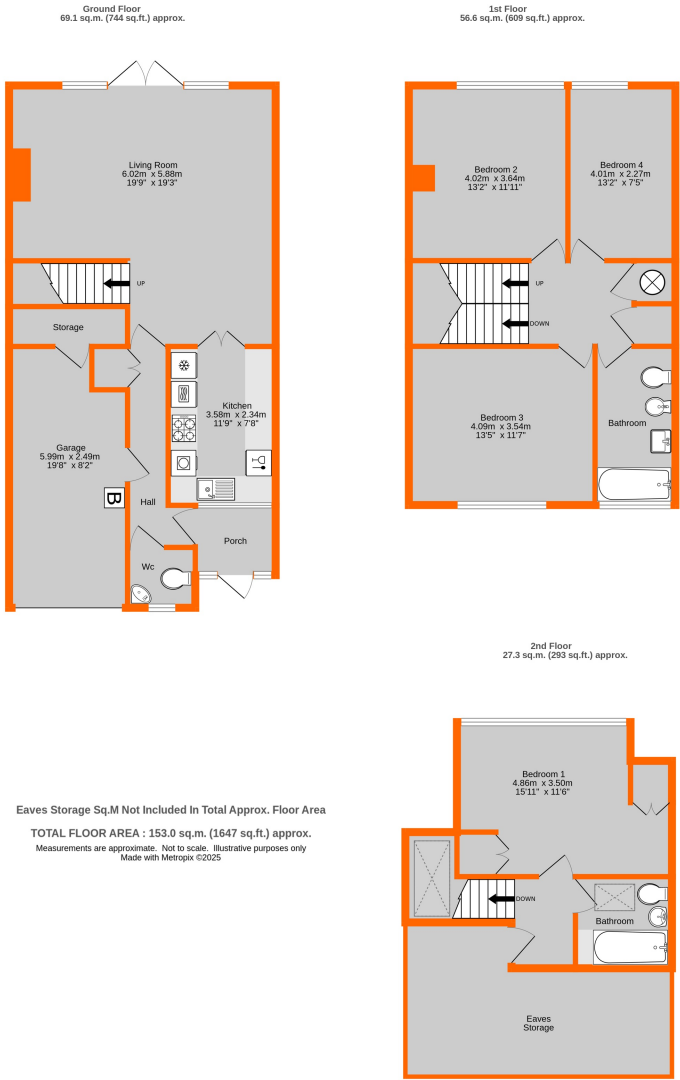 Ground Floor
69.1 sq.m. (744 sq.ft.) approx.
1st Floor
56.6 sq.m. (609 sq.ft.) approx.
Living Room
6.02m x 5.88m
19'9" x 19'3"
UP
Storage
Kitchen
3.58m x 2.34m
11'9" x 7'8"
Garage
5.99m x 2.49m
19'8" x 8'2"
B
Hall
Porch
Wc
Bedroom 2
4.02m x 3.64m
13'2" x 11'11"
Bedroom 4
4.01m x 2.27m
13'2" x 7'5"
UP
DOWN
Bedroom 3
4.09m x 3.54m
13'5" x 11'7"
Bathroom
2nd Floor
27.3 sq.m. (293 sq.ft.) approx.
Bedroom 1
4.86m x 3.50m
15'11" x 11'6"
DOWN
Bathroom
Eaves
Storage
Eaves Storage Sq.M Not Included In Total Approx. Floor Area
TOTAL FLOOR AREA : 153.0 sq.m. (1647 sq.ft.) approx.
Measurements are approximate. Not to scale. Illustrative purposes only
Made with Metropix ©2025